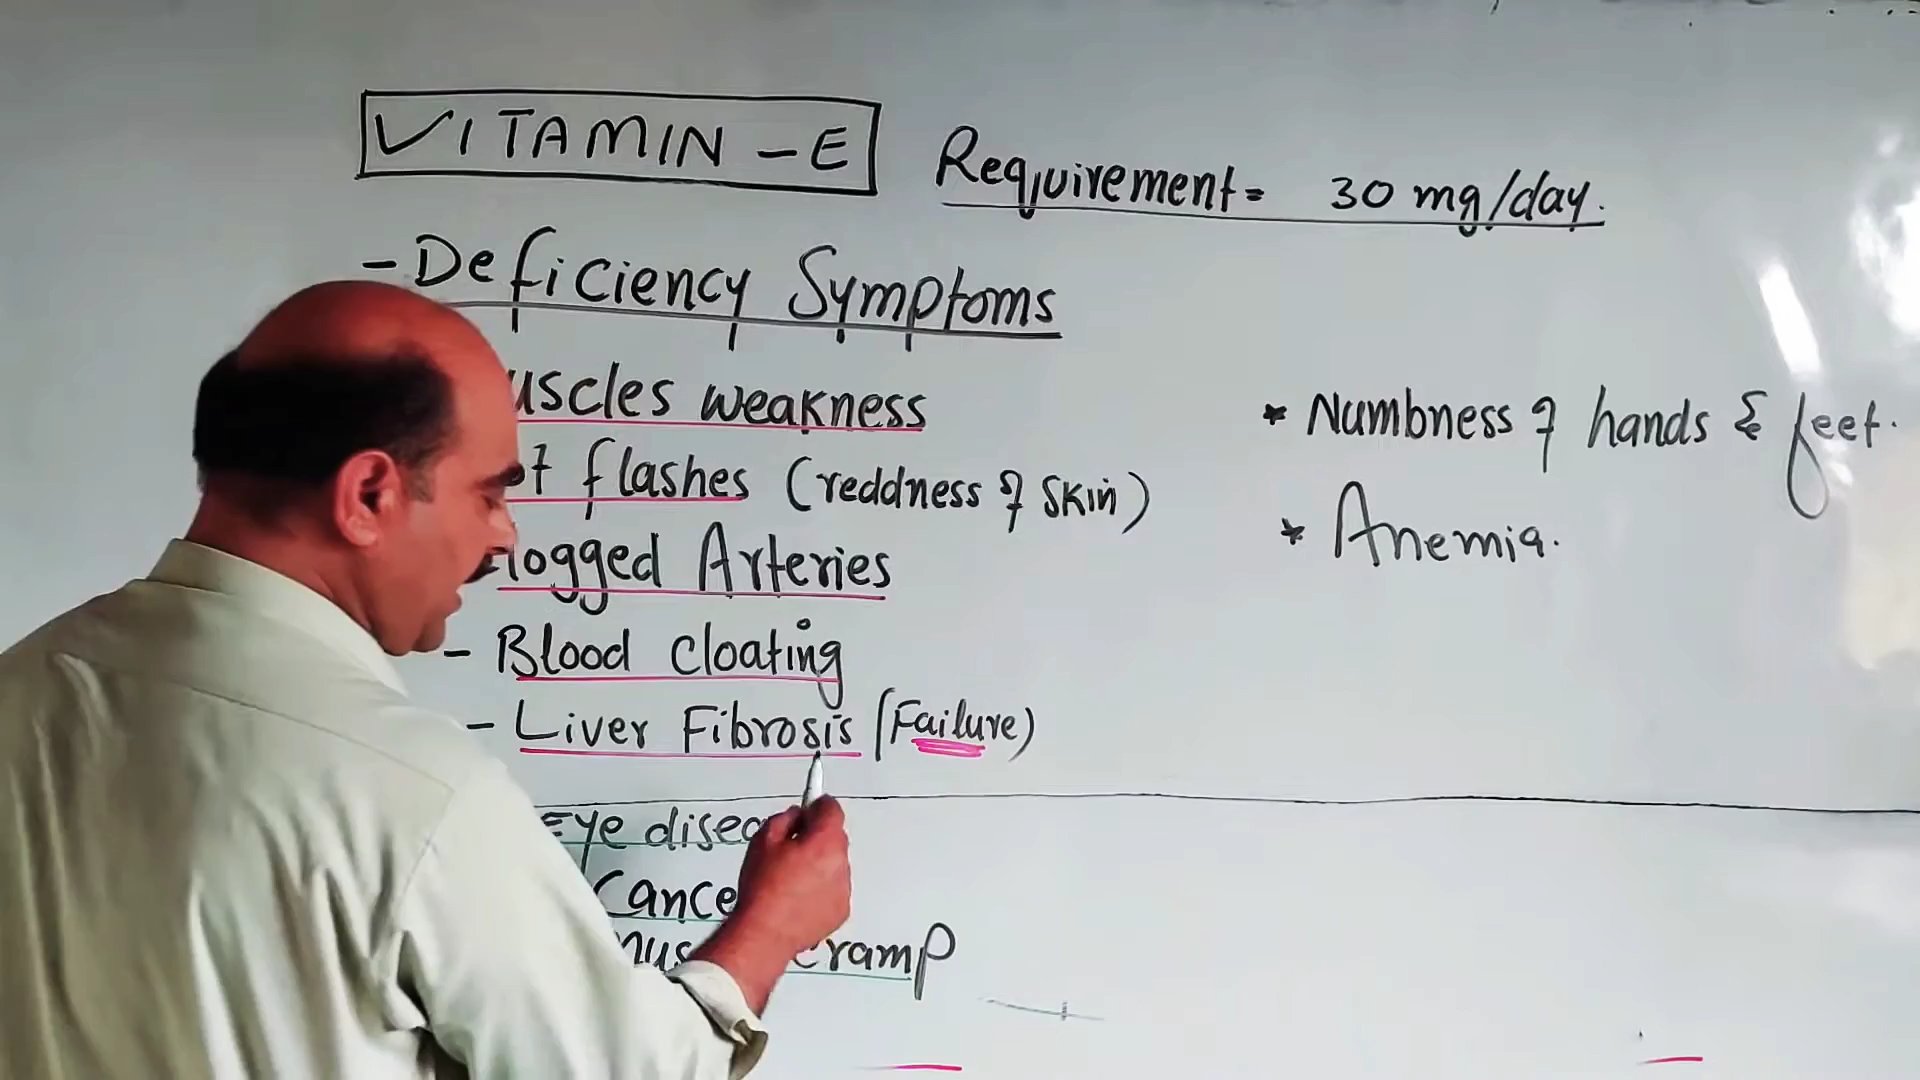 VITAMIN - E
Requirement = 30 mg/day.
- Deficiency Symptoms
uscles weakness
flashes (reddness of skin)
logged Arteries
- Blood cloating
- Liver Fibrosis (Failure)
Eye disea
Cance
mus cramp
* Numbness of hands & feet.
* Anemia.